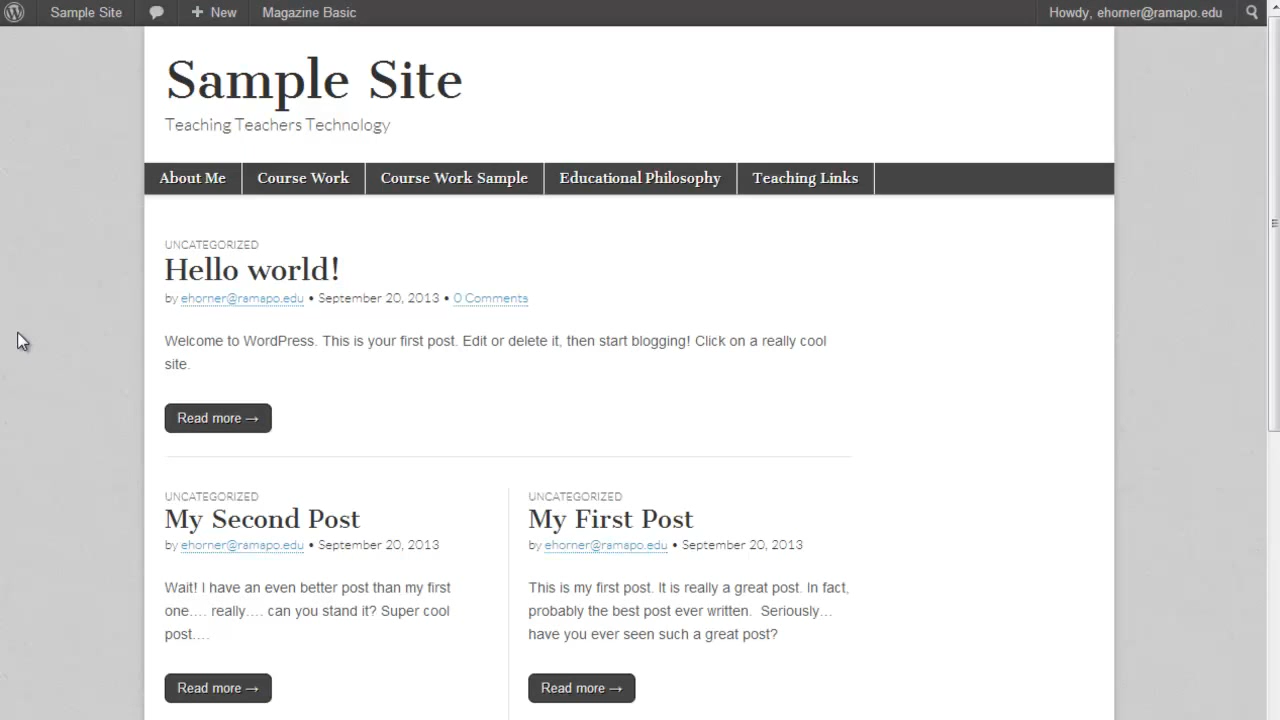 Sample Site New Magazine Basic Howdy, ehorner@ramapo.edu
Sample Site
Teaching Teachers Technology
About Me Course Work Course Work Sample Educational Philosophy Teaching Links
UNCATEGORIZED
Hello world!
by ehorner@ramapo.edu • September 20, 2013 • 0 Comments
Welcome to WordPress. This is your first post. Edit or delete it, then start blogging! Click on a really cool
site.
Read more →
UNCATEGORIZED
My Second Post
by ehorner@ramapo.edu • September 20, 2013
Wait! I have an even better post than my first
one.... really.... can you stand it? Super cool
post....
Read more →
UNCATEGORIZED
My First Post
by ehorner@ramapo.edu • September 20, 2013
This is my first post. It is really a great post. In fact,
probably the best post ever written.  Seriously...
have you ever seen such a great post?
Read more →